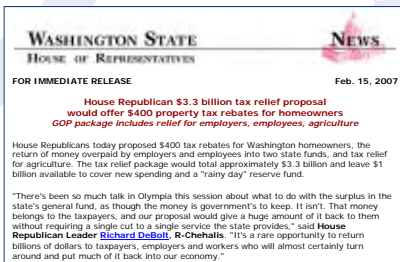 WASHINGTON STATE
NEWS
HOUSE OF REPRESENTATIVES
FOR IMMEDIATE RELEASE Feb. 15, 2007
House Republican $3.3 billion tax relief proposal
would offer $400 property tax rebates for homeowners
GOP package includes relief for employers, employees, agriculture
House Republicans today proposed $400 tax rebates for Washington homeowners, the
return of money overpaid by employers and employees into two state funds, and tax relief
for agriculture. The tax relief package would total approximately $3.3 billion and leave $1
billion available to cover new spending and a "rainy day" reserve fund.
"There's been so much talk in Olympia this session about what to do with the surplus in the
state's general fund, as though the money is government's to keep. It isn't. That money
belongs to the taxpayers, and our proposal would give a huge amount of it back to them
without requiring a single cut to a single service the state provides," said House
Republican Leader Richard DeBolt, R-Chehalis. "It's a rare opportunity to return
billions of dollars to taxpayers, employers and workers who will almost certainly turn
around and put much of it back into our economy."